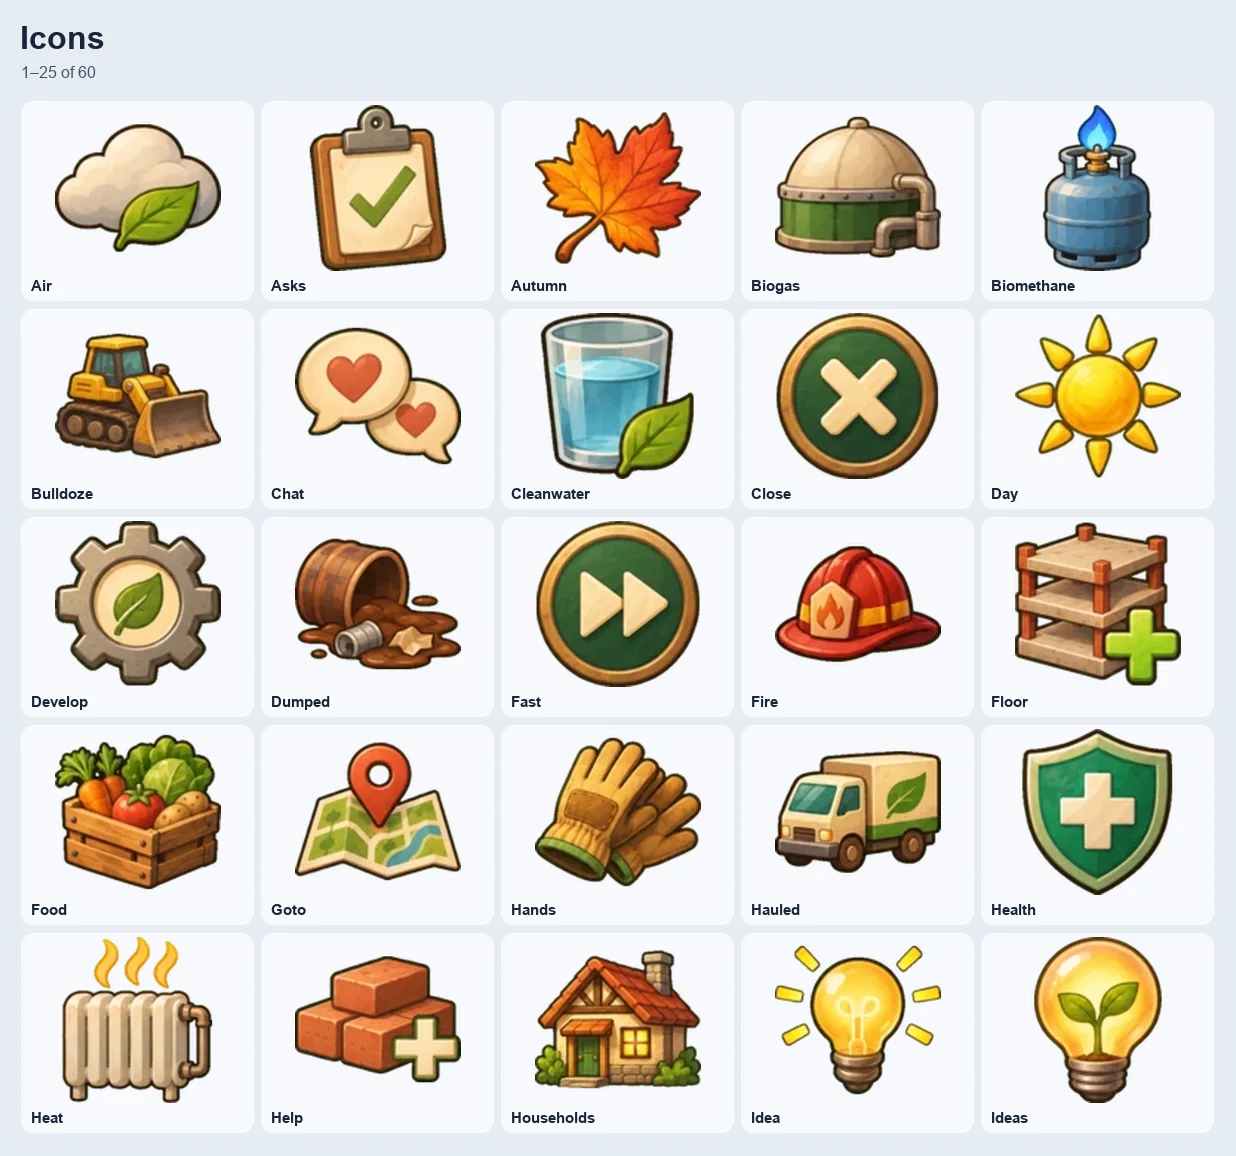 Icons
1–25 of 60
Air
Asks
Autumn
Biogas
Biomethane
Bulldoze
Chat
Cleanwater
Close
Day
Develop
Dumped
Fast
Fire
Floor
Food
Goto
Hands
Hauled
Health
Heat
Help
Households
Idea
Ideas